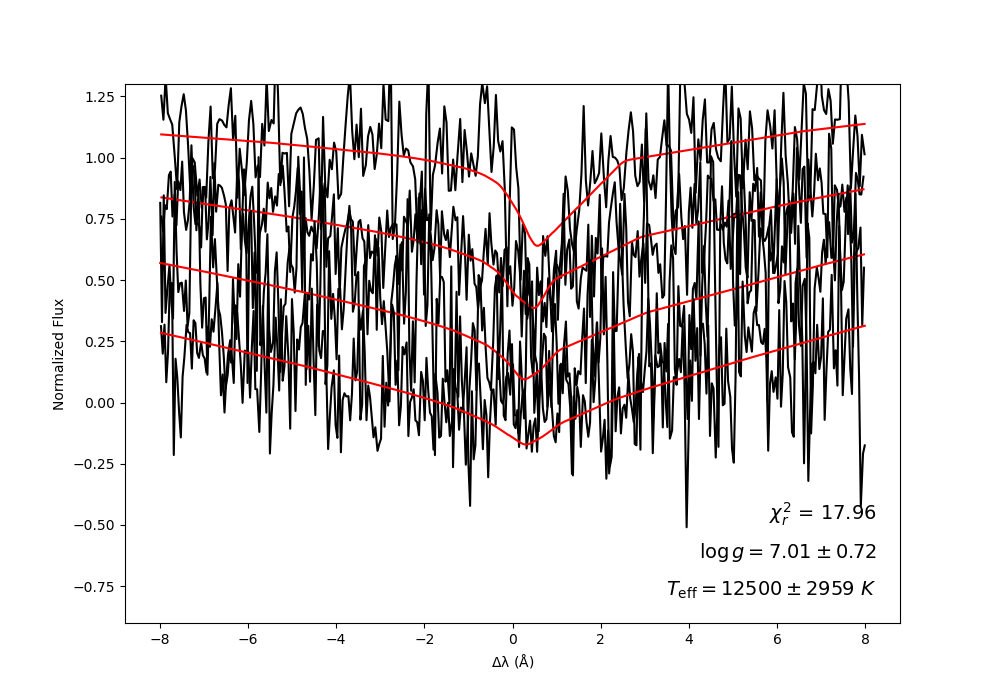 1.25
1.00
0.75
0.50
0.25
0.00
−0.25
−0.50
−0.75
Normalized Flux
χ²ᵣ = 17.96
log g = 7.01 ± 0.72
T_eff = 12500 ± 2959 K
−8 −6 −4 −2 0 2 4 6 8
Δλ (Å)